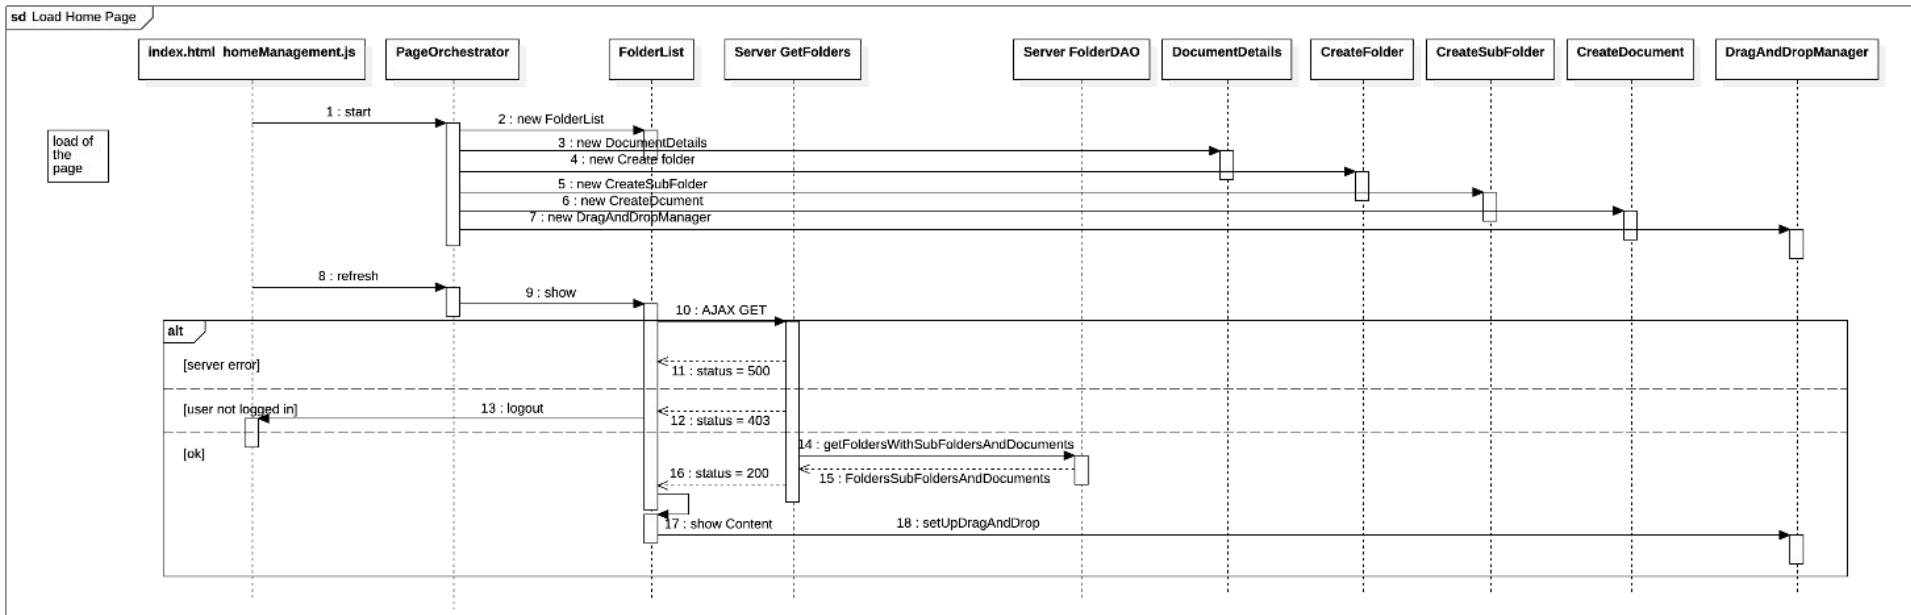 sd Load Home Page
index.html  homeManagement.js
PageOrchestrator
FolderList
Server GetFolders
Server FolderDAO
DocumentDetails
CreateFolder
CreateSubFolder
CreateDocument
DragAndDropManager
1 : start
2 : new FolderList
load of
the
page
3 : new DocumentDetails
4 : new Create folder
5 : new CreateSubFolder
6 : new CreateDcument
7 : new DragAndDropManager
8 : refresh
9 : show
10 : AJAX GET
alt
[server error]
11 : status = 500
[user not logged in]
13 : logout
12 : status = 403
14 : getFoldersWithSubFoldersAndDocuments
[ok]
16 : status = 200
15 : FoldersSubFoldersAndDocuments
17 : show Content
18 : setUpDragAndDrop